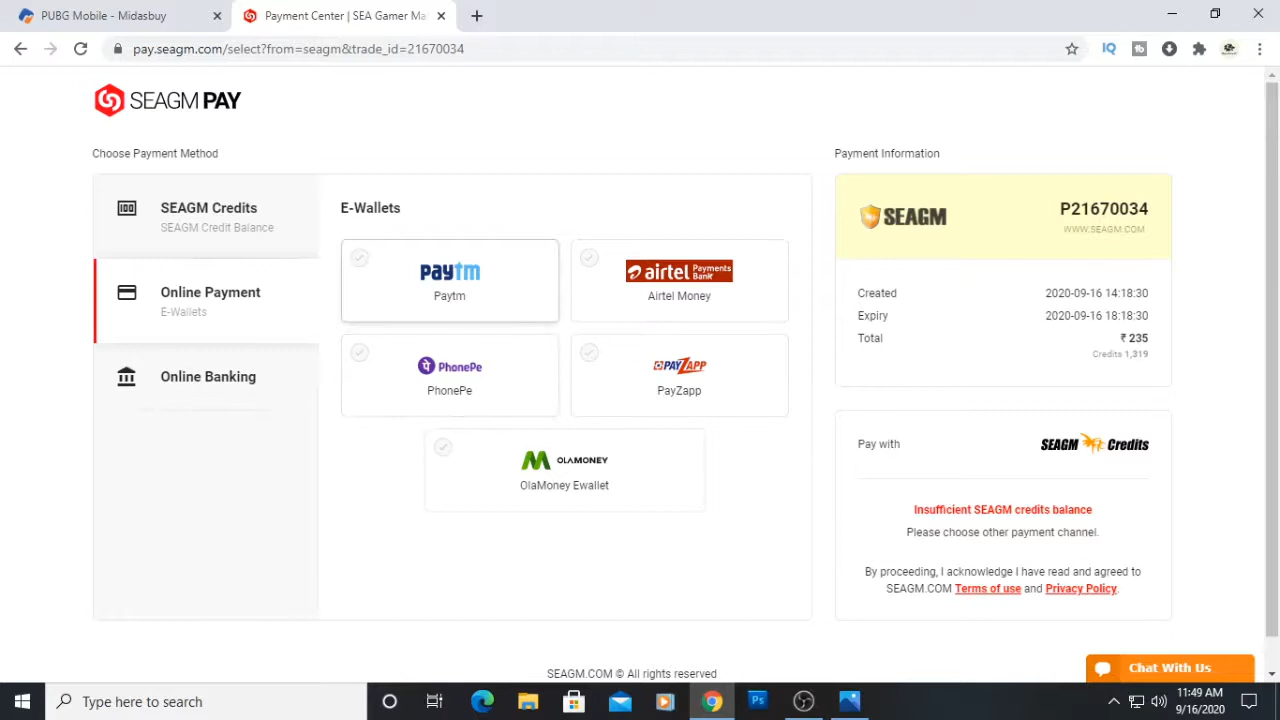 PUBG Mobile - Midasbuy
Payment Center | SEA Gamer Ma
pay.seagm.com/select?from=seagm&trade_id=21670034
IQ
SEAGM PAY
Choose Payment Method
SEAGM Credits
SEAGM Credit Balance
Online Payment
E-Wallets
Online Banking
E-Wallets
paytm
Paytm
airtel Payments Bank
Airtel Money
PhonePe
PhonePe
PAYZAPP
PayZapp
OLAMONEY
OlaMoney Ewallet
Payment Information
SEAGM
P21670034
WWW.SEAGM.COM
Created 2020-09-16 14:18:30
Expiry 2020-09-16 18:18:30
Total ₹ 235
Credits 1,319
Pay with SEAGM Credits
Insufficient SEAGM credits balance
Please choose other payment channel.
By proceeding, I acknowledge I have read and agreed to
SEAGM.COM Terms of use and Privacy Policy.
SEAGM.COM © All rights reserved
Chat With Us
Type here to search
Ps
11:49 AM
9/16/2020